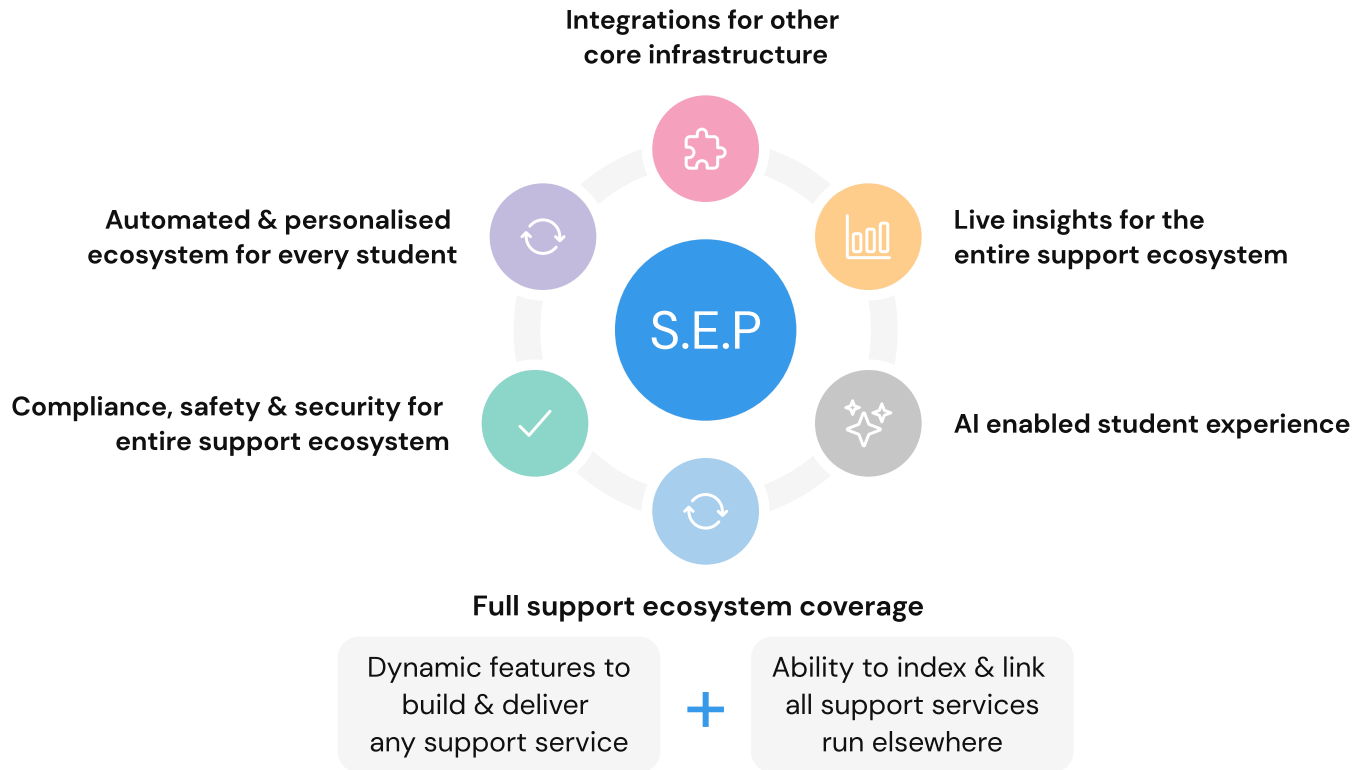 Integrations for other
core infrastructure
Automated & personalised
ecosystem for every student
Live insights for the
entire support ecosystem
S.E.P
Compliance, safety & security for
entire support ecosystem
AI enabled student experience
Full support ecosystem coverage
Dynamic features to
build & deliver
any support service
+
Ability to index & link
all support services
run elsewhere